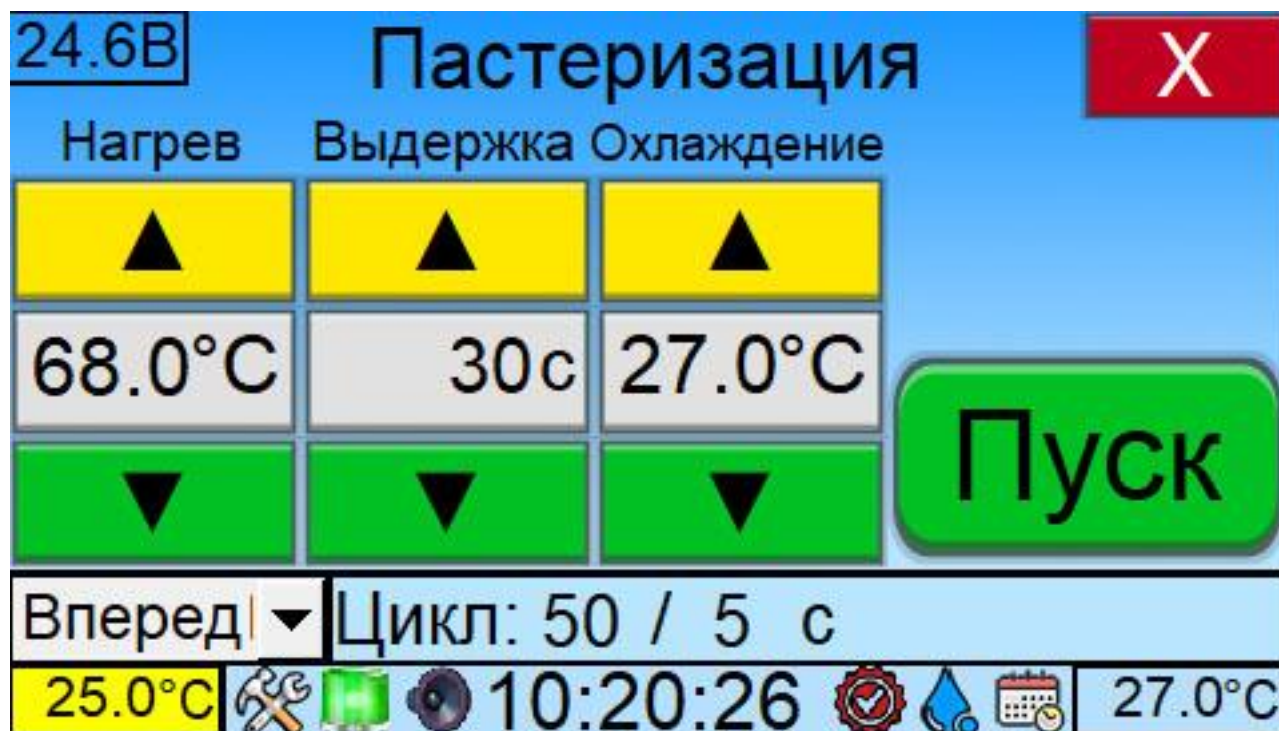 24.6В
Пастеризация
X
Нагрев Выдержка Охлаждение
▲ ▲ ▲
68.0°C 30с 27.0°C
▼ ▼ ▼
Пуск
Вперед ▼ Цикл: 50 / 5 с
25.0°C 10:20:26 27.0°C